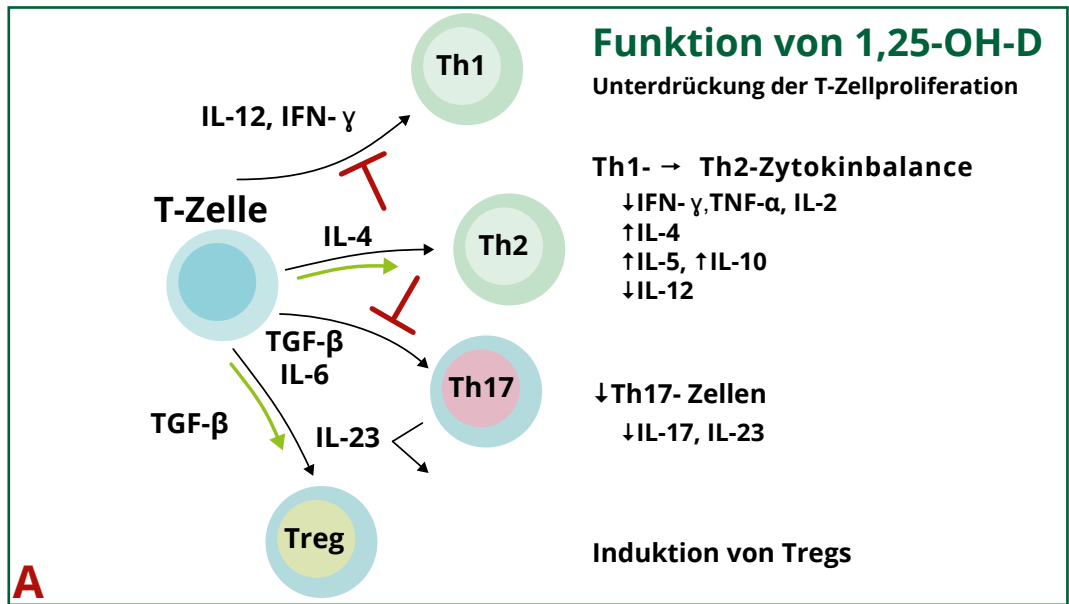 Funktion von 1,25-OH-D
Unterdrückung der T-Zellproliferation
Th1
IL-12, IFN- ɣ
T-Zelle
IL-4
Th2
TGF-β
IL-6
Th17
TGF-β
IL-23
Treg
Th1- → Th2-Zytokinbalance
↓IFN- ɣ,TNF-α, IL-2
↑IL-4
↑IL-5, ↑IL-10
↓IL-12
↓Th17- Zellen
↓IL-17, IL-23
Induktion von Tregs
A